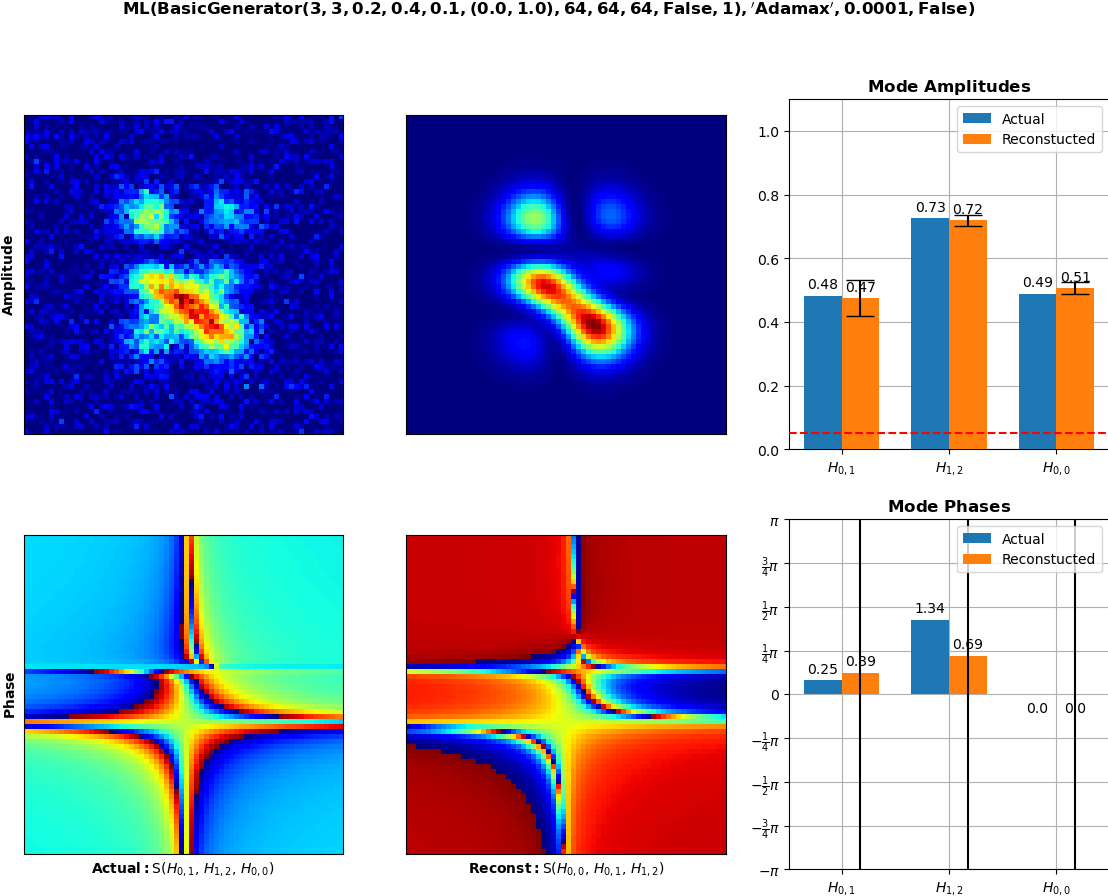 ML(BasicGenerator(3, 3, 0.2, 0.4, 0.1, (0.0, 1.0), 64, 64, 64, False, 1), ′Adamax′, 0.0001, False)
Amplitude
Mode Amplitudes
Actual
Reconstucted
1.0
0.8
0.6
0.4
0.2
0.0
0.48
0.47
0.73
0.72
0.49
0.51
H0,1
H1,2
H0,0
Phase
Actual: S(H0,1, H1,2, H0,0)
Reconst: S(H0,0, H0,1, H1,2)
Mode Phases
Actual
Reconstucted
π
3/4π
1/2π
1/4π
0
−1/4π
−1/2π
−3/4π
−π
0.25
0.39
1.34
0.69
0.0
0.0
H0,1
H1,2
H0,0